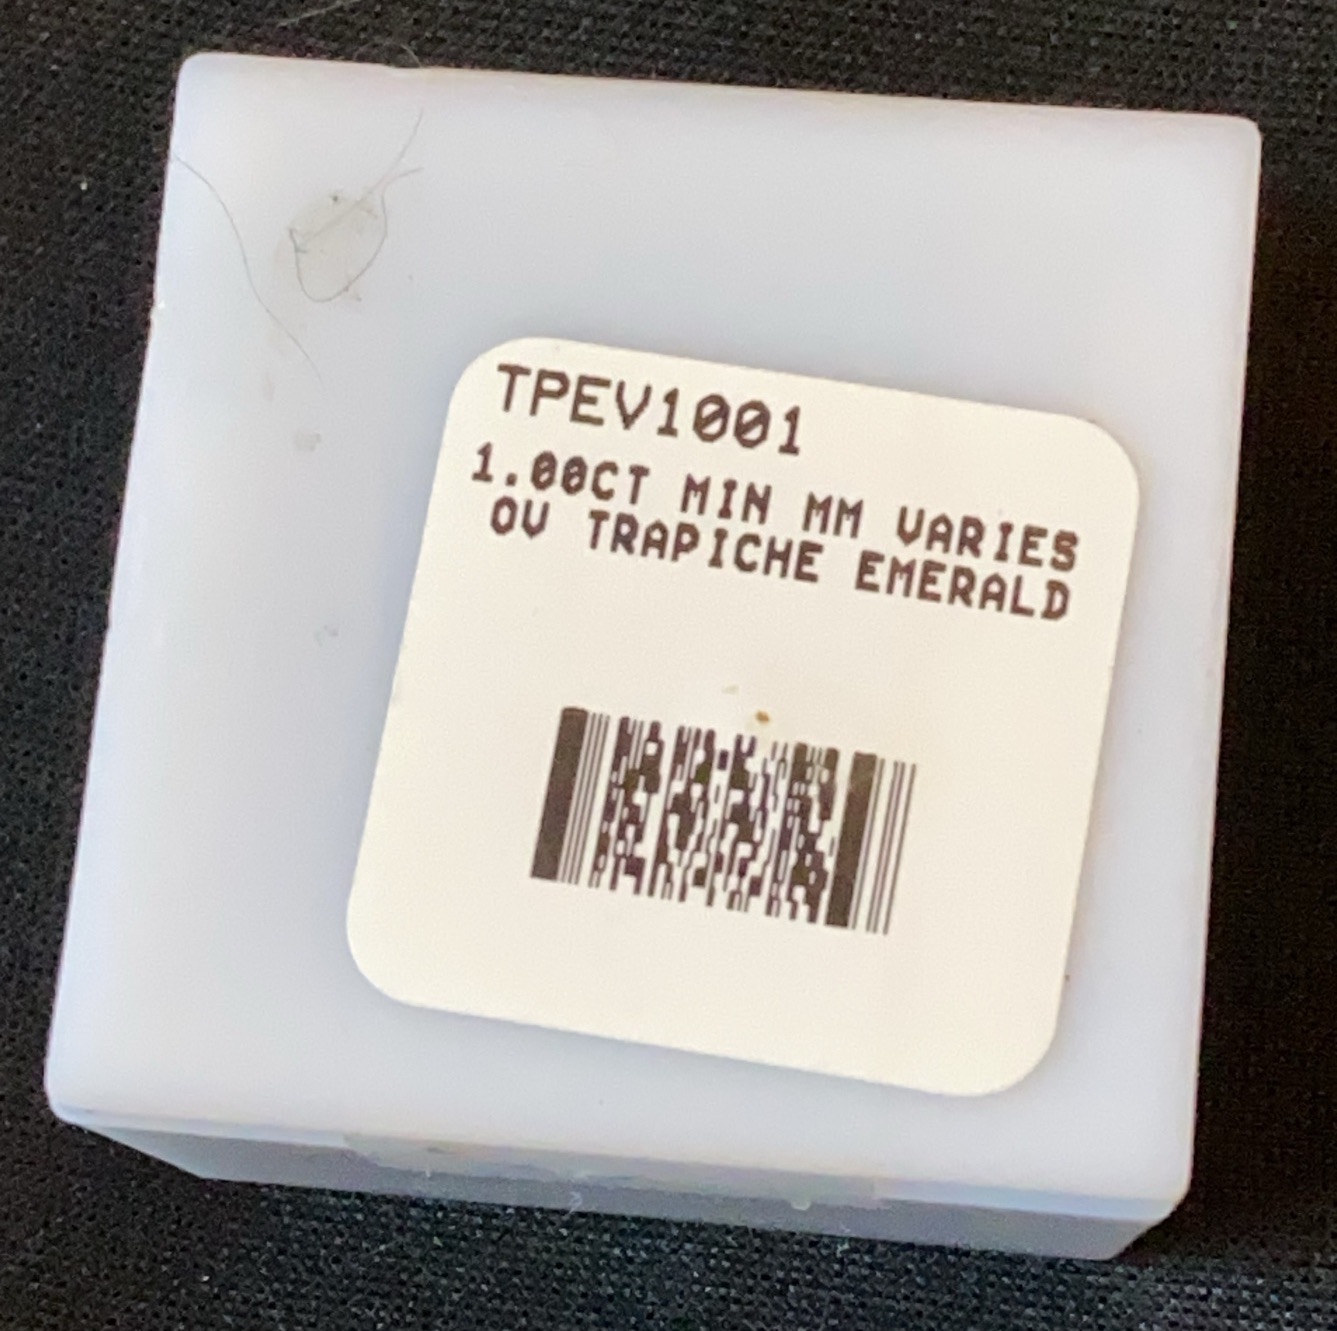 TPEV1001
1.00CT MIN MM VARIES
OV TRAPICHE EMERALD